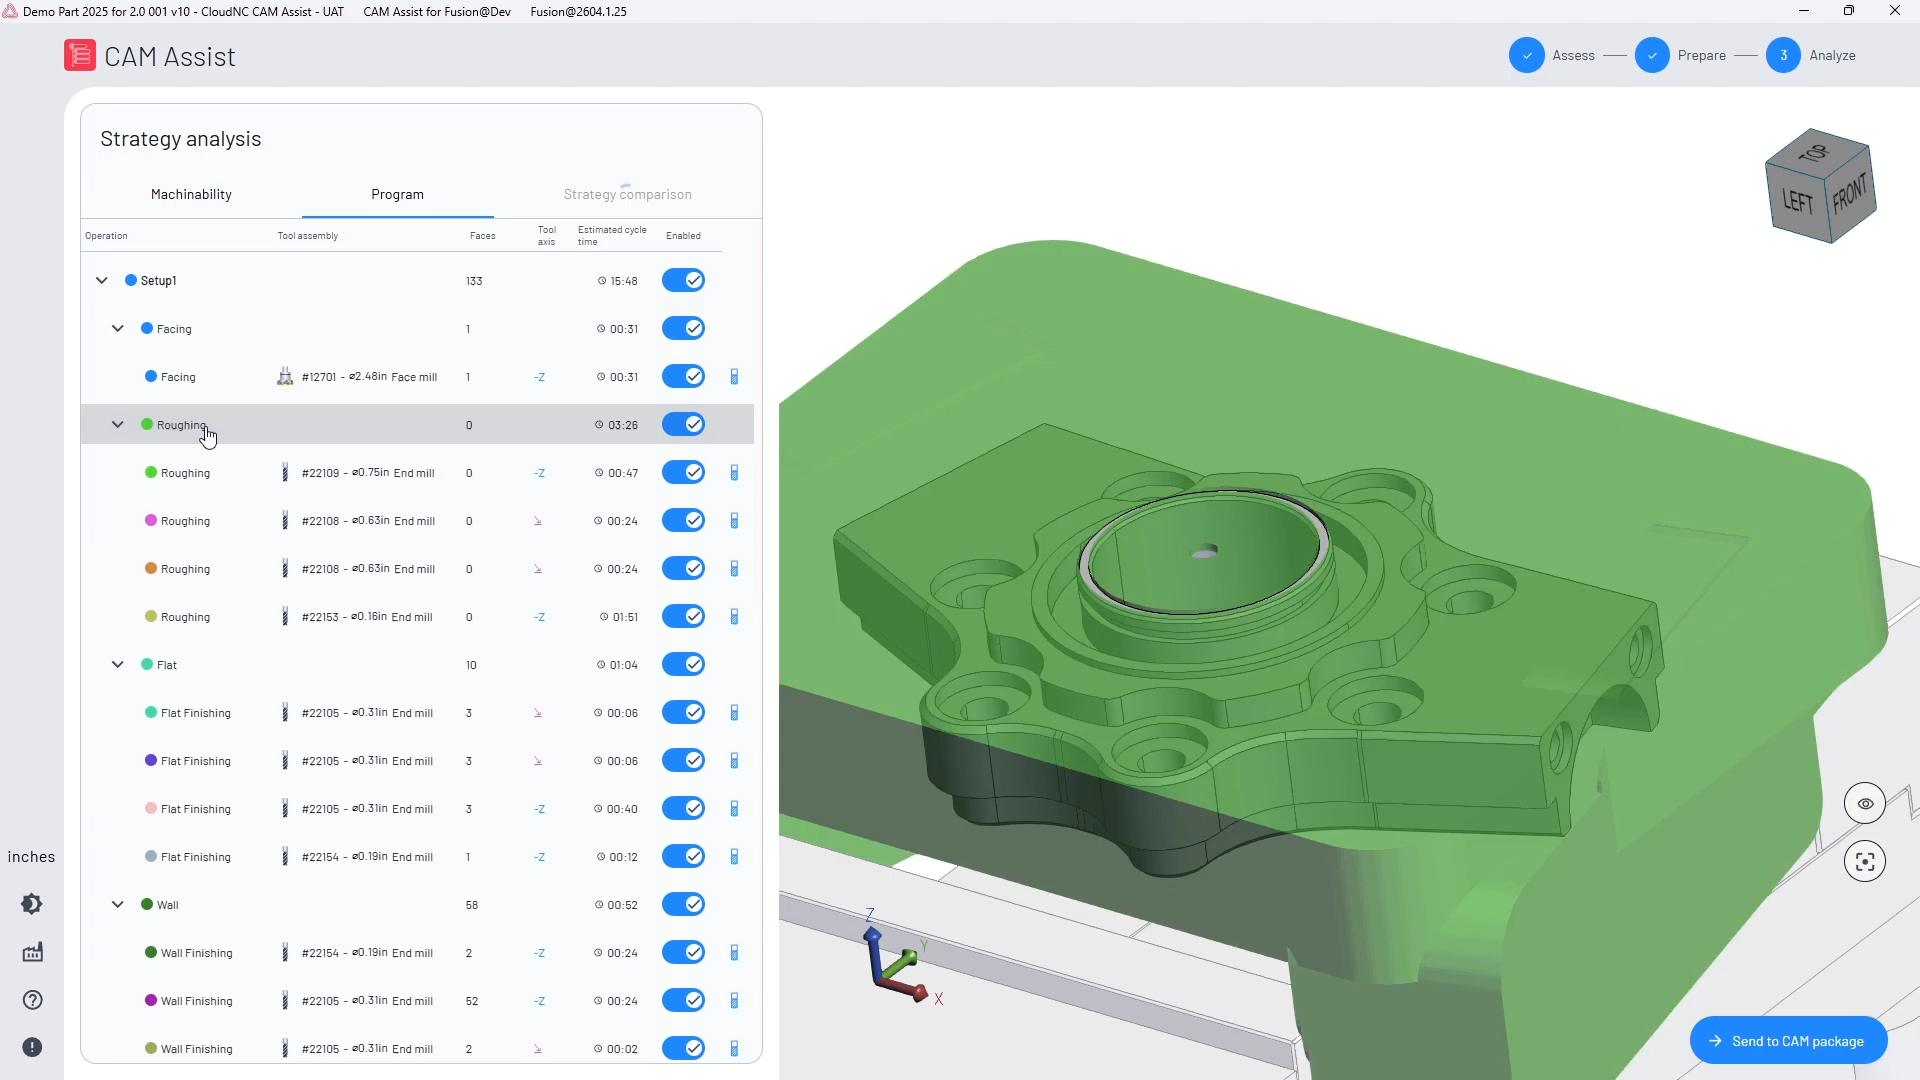 Demo Part 2025 for 2.0 001 v10 - CloudNC CAM Assist - UAT CAM Assist for Fusion@Dev Fusion@2604.1.25
CAM Assist
Assess
Prepare
3 Analyze
Strategy analysis
Machinability Program Strategy comparison
Operation Tool assembly Faces Tool axis Estimated cycle time Enabled
Setup1 133 15:48
Facing 1 00:31
Facing #12701 - ⌀2.48in Face mill 1 -Z 00:31
Roughing 0 03:26
Roughing #22109 - ⌀0.75in End mill 0 -Z 00:47
Roughing #22108 - ⌀0.63in End mill 0 00:24
Roughing #22108 - ⌀0.63in End mill 0 00:24
Roughing #22153 - ⌀0.16in End mill 0 -Z 01:51
Flat 10 01:04
Flat Finishing #22105 - ⌀0.31in End mill 3 00:06
Flat Finishing #22105 - ⌀0.31in End mill 3 00:06
Flat Finishing #22105 - ⌀0.31in End mill 3 -Z 00:40
Flat Finishing #22154 - ⌀0.19in End mill 1 -Z 00:12
Wall 58 00:52
Wall Finishing #22154 - ⌀0.19in End mill 2 -Z 00:24
Wall Finishing #22105 - ⌀0.31in End mill 52 -Z 00:24
Wall Finishing #22105 - ⌀0.31in End mill 2 00:02
inches
TOP
LEFT
FRONT
Z
Y
X
Send to CAM package